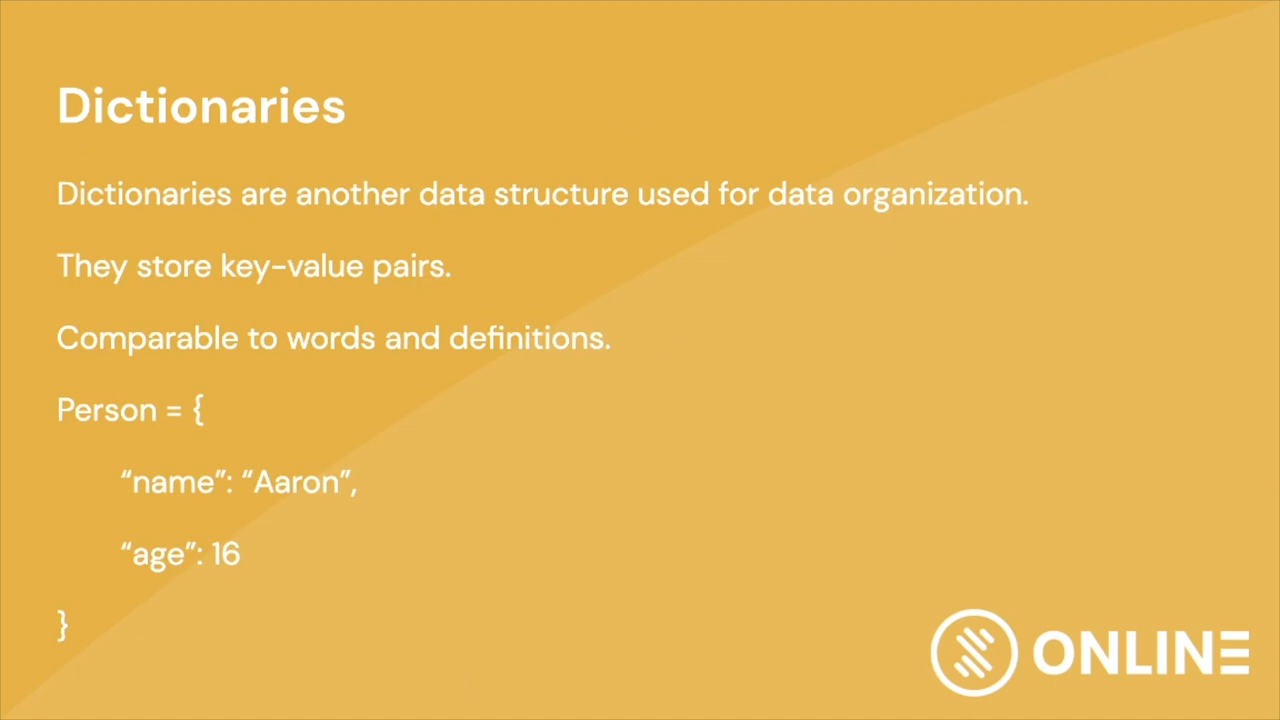 Dictionaries
Dictionaries are another data structure used for data organization.
They store key-value pairs.
Comparable to words and definitions.
Person = {
“name”: “Aaron”,
“age”: 16
}
ONLINE